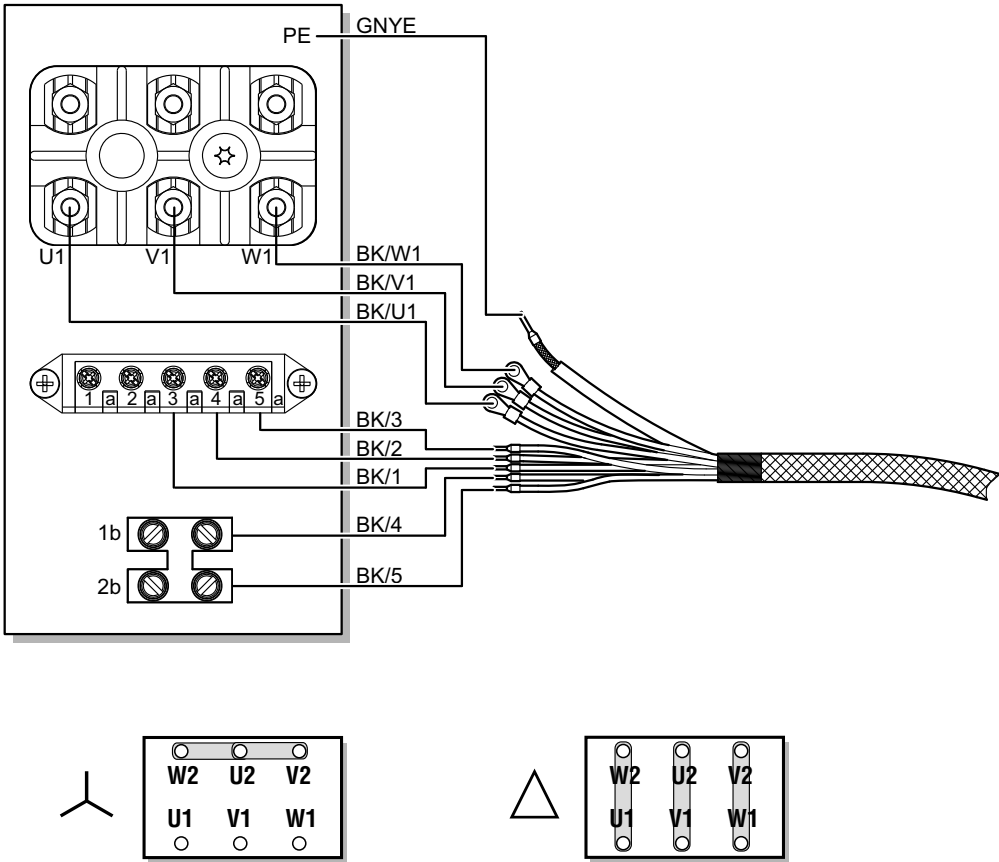 PE GNYE
U1 V1 W1
BK/W1
BK/V1
BK/U1
1 a 2 a 3 a 4 a 5 a
BK/3
BK/2
BK/1
1b BK/4
2b BK/5
W2 U2 V2
U1 V1 W1
W2 U2 V2
U1 V1 W1